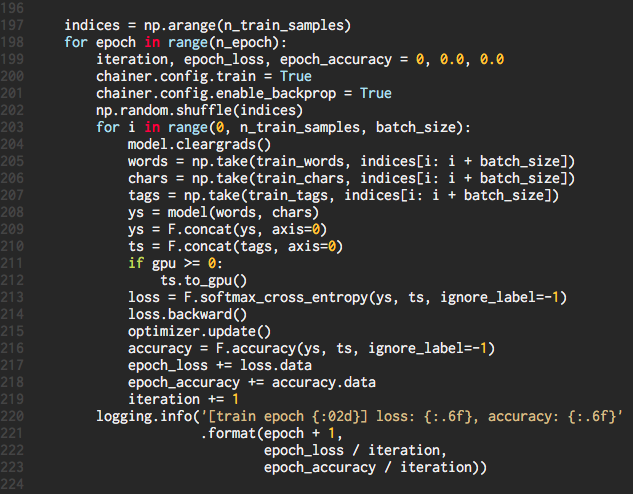 196
197 indices = np.arange(n_train_samples)
198 for epoch in range(n_epoch):
199 iteration, epoch_loss, epoch_accuracy = 0, 0.0, 0.0
200 chainer.config.train = True
201 chainer.config.enable_backprop = True
202 np.random.shuffle(indices)
203 for i in range(0, n_train_samples, batch_size):
204 model.cleargrads()
205 words = np.take(train_words, indices[i: i + batch_size])
206 chars = np.take(train_chars, indices[i: i + batch_size])
207 tags = np.take(train_tags, indices[i: i + batch_size])
208 ys = model(words, chars)
209 ys = F.concat(ys, axis=0)
210 ts = F.concat(tags, axis=0)
211 if gpu >= 0:
212 ts.to_gpu()
213 loss = F.softmax_cross_entropy(ys, ts, ignore_label=-1)
214 loss.backward()
215 optimizer.update()
216 accuracy = F.accuracy(ys, ts, ignore_label=-1)
217 epoch_loss += loss.data
218 epoch_accuracy += accuracy.data
219 iteration += 1
220 logging.info('[train epoch {:02d}] loss: {:.6f}, accuracy: {:.6f}'
221 .format(epoch + 1,
222 epoch_loss / iteration,
223 epoch_accuracy / iteration))
224